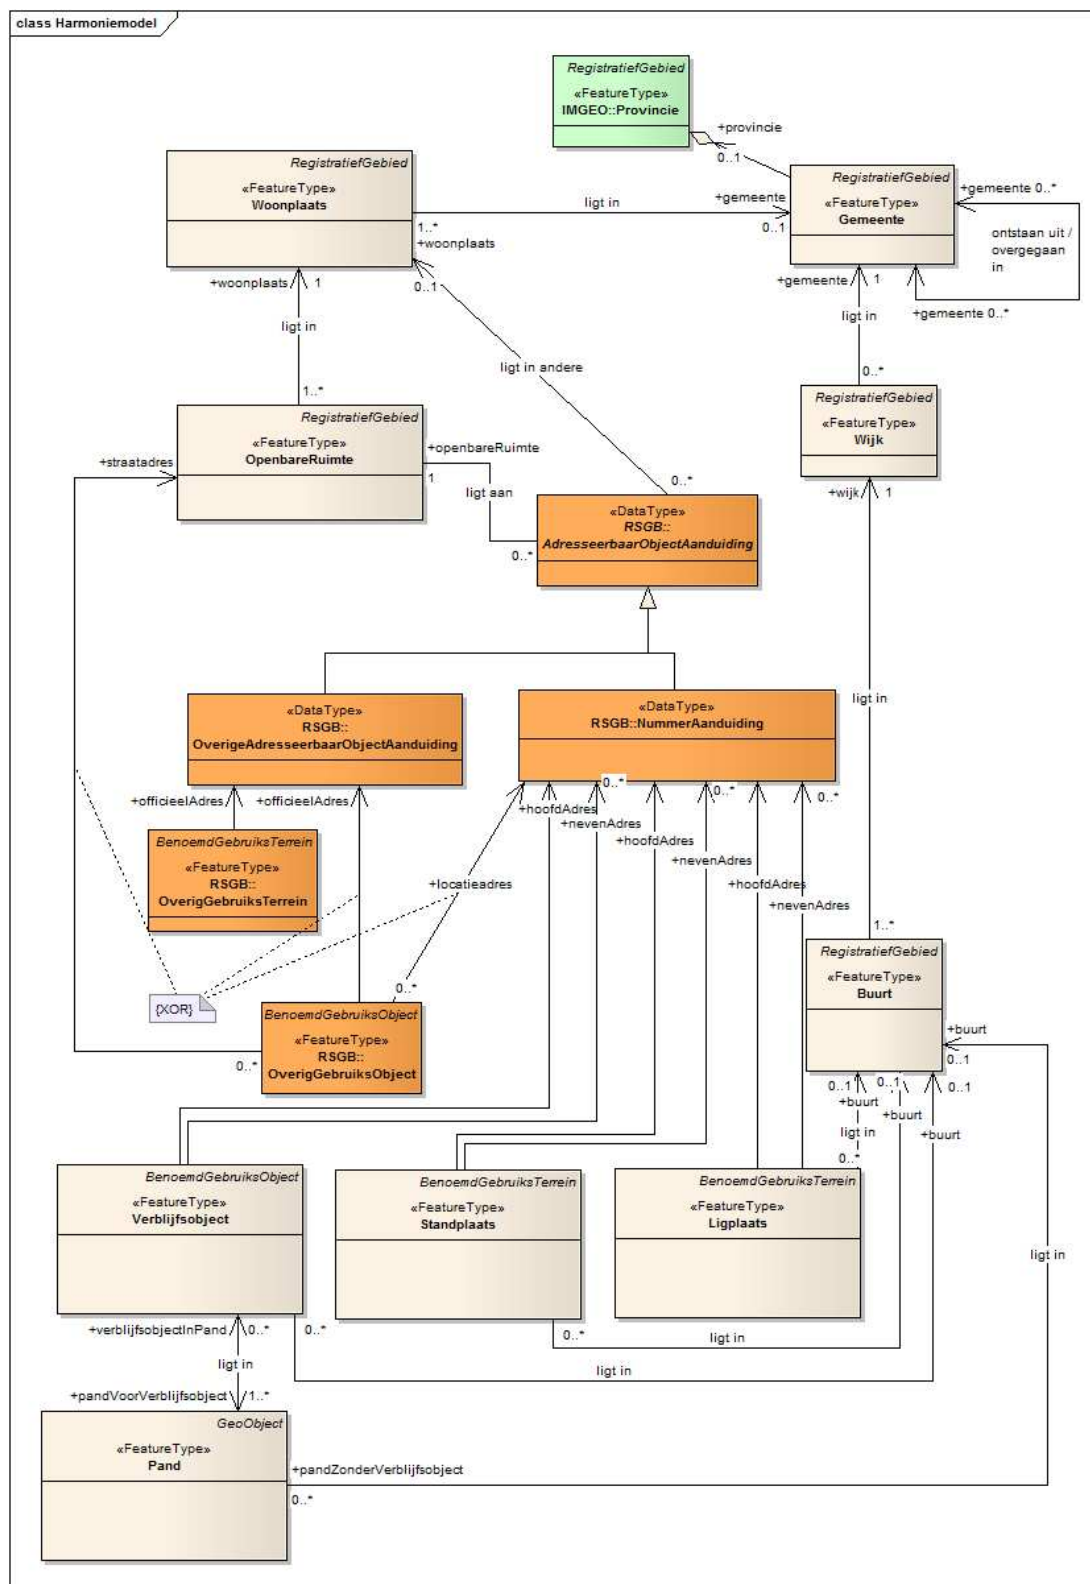 class Harmoniemodel
RegistratiefGebied
«FeatureType»
IMGEO::Provincie
+provincie
0..1
RegistratiefGebied
«FeatureType»
Woonplaats
ligt in
+gemeente
0..1
1..*
+woonplaats
RegistratiefGebied
«FeatureType»
Gemeente
+gemeente 0..*
ontstaan uit /
overgegaan
in
+gemeente 0..*
+woonplaats
1
0..1
+gemeente
1
ligt in
ligt in
ligt in andere
0..*
1..*
RegistratiefGebied
«FeatureType»
OpenbareRuimte
+straatadres
+openbareRuimte
1
ligt aan
0..*
0..*
RegistratiefGebied
«FeatureType»
Wijk
+wijk
1
«DataType»
RSGB::
AdresseerbaarObjectAanduiding
«DataType»
RSGB::
OverigeAdresseerbaarObjectAanduiding
«DataType»
RSGB::NummerAanduiding
ligt in
+officieelAdres
+officieelAdres
0..*
0..*
0..*
+hoofdAdres
+nevenAdres
+hoofdAdres
+nevenAdres
+hoofdAdres
+nevenAdres
+locatieadres
BenoemdGebruiksTerrein
«FeatureType»
RSGB::
OverigGebruiksTerrein
1..*
RegistratiefGebied
«FeatureType»
Buurt
{XOR}
0..*
BenoemdGebruiksObject
«FeatureType»
RSGB::
OverigGebruiksObject
0..*
+buurt
0..1
0..1
0..1
0..1
+buurt
+buurt
+buurt
ligt in
0..*
BenoemdGebruiksObject
«FeatureType»
Verblijfsobject
BenoemdGebruiksTerrein
«FeatureType»
Standplaats
BenoemdGebruiksTerrein
«FeatureType»
Ligplaats
ligt in
+verblijfsobjectInPand
0..*
0..*
0..*
ligt in
ligt in
ligt in
+pandVoorVerblijfsobject
1..*
GeoObject
«FeatureType»
Pand
+pandZonderVerblijfsobject
0..*